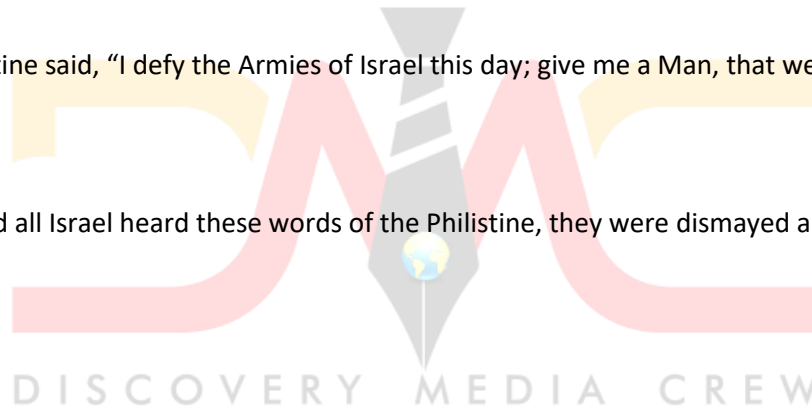 tine said, “I defy the Armies of Israel this day; give me a Man, that we
d all Israel heard these words of the Philistine, they were dismayed a
DMC
DISCOVERY MEDIA CREW